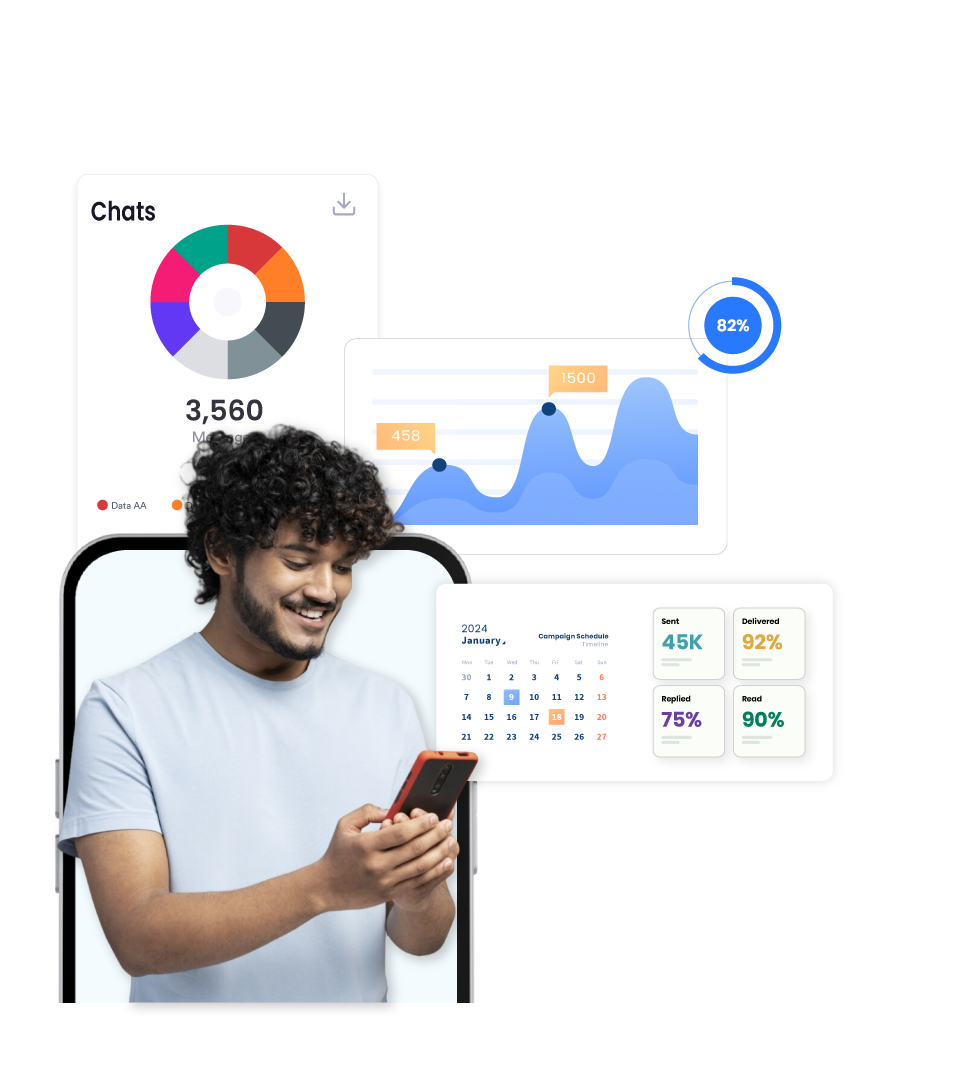 Chats
3,560
Data AA
82%
1500
458
2024
January
Campaign Schedule
Timeline
Mon Tue Wed Thu Fri Sat Sun
30 1 2 3 4 5 6
7 8 9 10 11 12 13
14 15 16 17 18 19 20
21 22 23 24 25 26 27
Sent
45K
Delivered
92%
Replied
75%
Read
90%